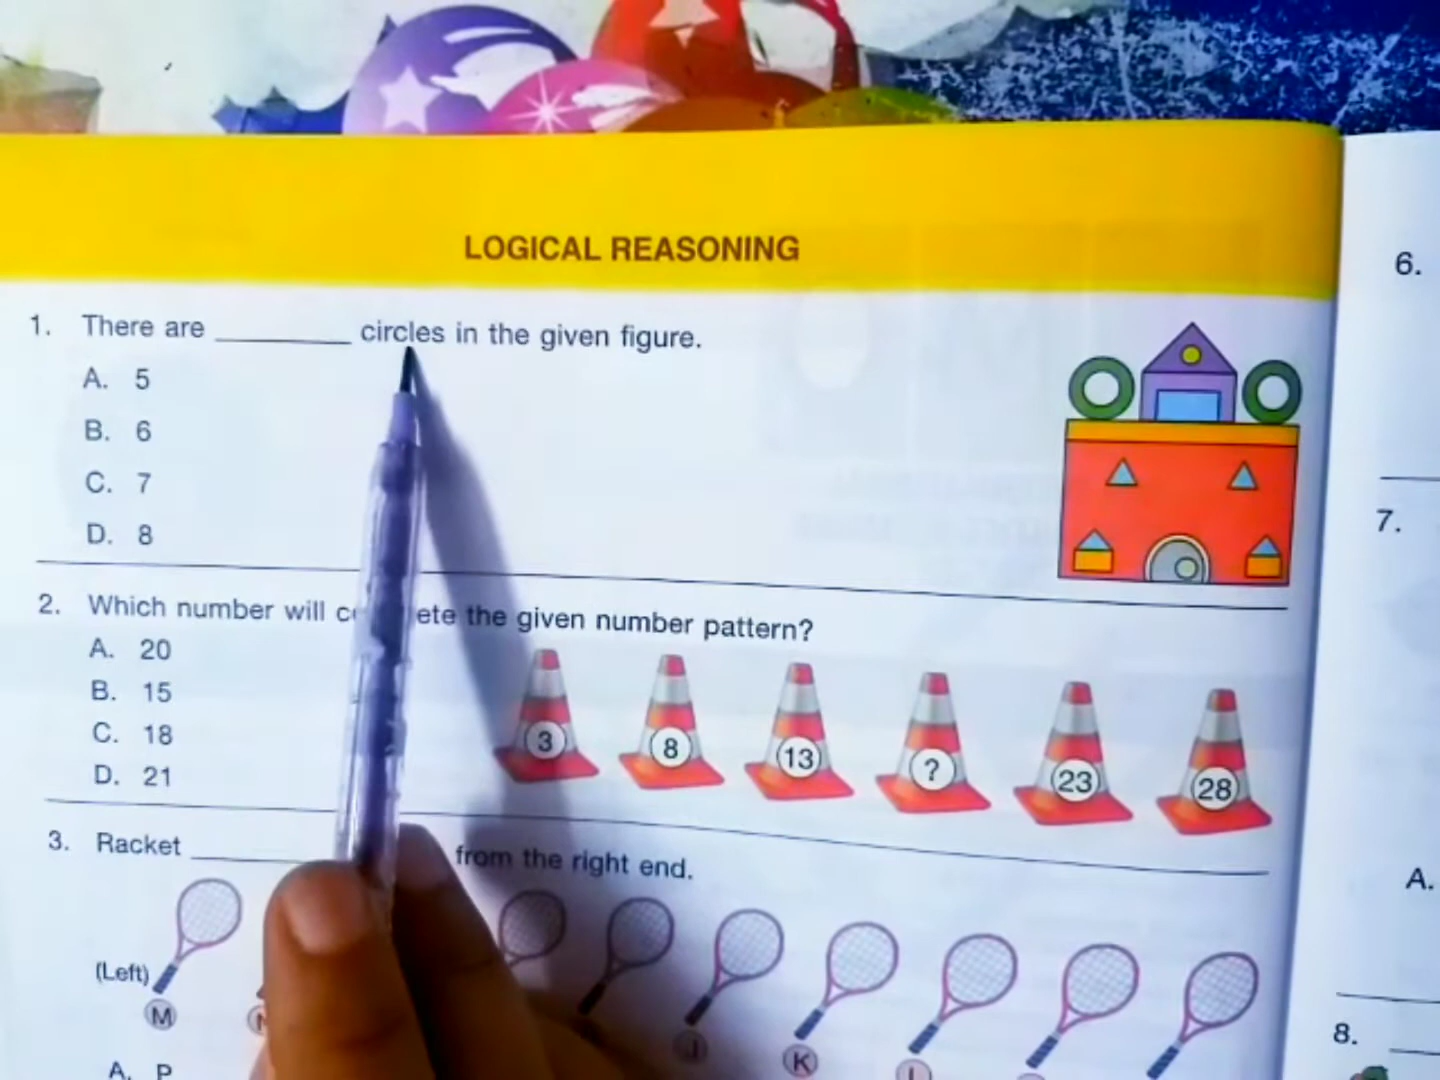 LOGICAL REASONING
1. There are ________ circles in the given figure.
A. 5
B. 6
C. 7
D. 8
2. Which number will ete the given number pattern?
A. 20
B. 15
C. 18
D. 21
3 8 13 ? 23 28
3. Racket ________ from the right end.
(Left)
M J K L
A. P
6.
7.
A.
8.